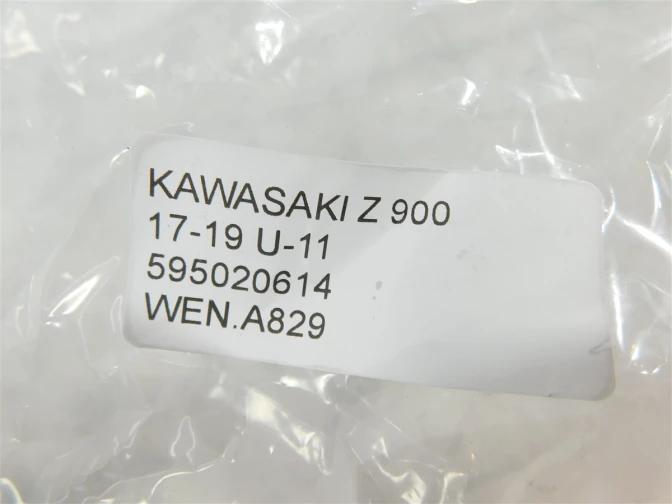 KAWASAKI Z 900
17-19 U-11
595020614
WEN.A829